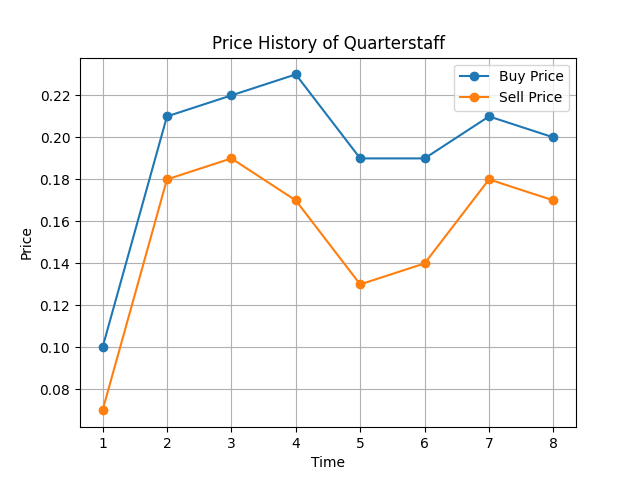 Price History of Quarterstaff
Buy Price
Sell Price
Price
0.22
0.20
0.18
0.16
0.14
0.12
0.10
0.08
1 2 3 4 5 6 7 8
Time